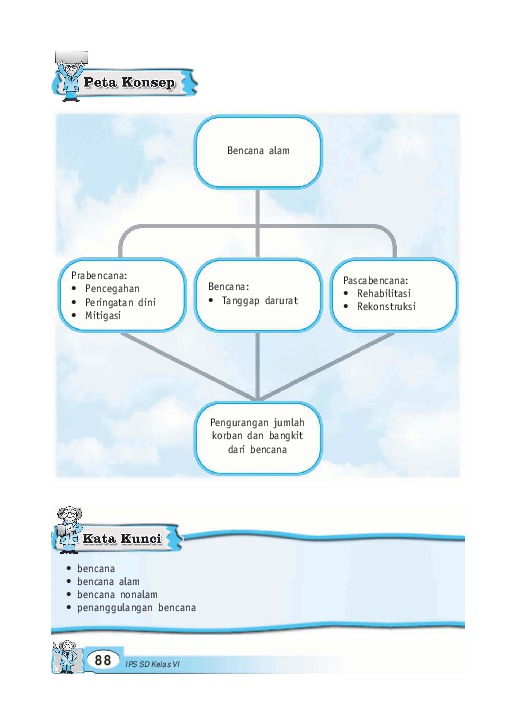 Peta Konsep
Bencana alam
Prabencana:
• Pencegahan
• Peringatan dini
• Mitigasi
Bencana:
• Tanggap darurat
Pascabencana:
• Rehabilitasi
• Rekonstruksi
Pengurangan jumlah
korban dan bangkit
dari bencana
Kata Kunci
• bencana
• bencana alam
• bencana nonalam
• penanggulangan bencana
88
IPS SD Kelas VI